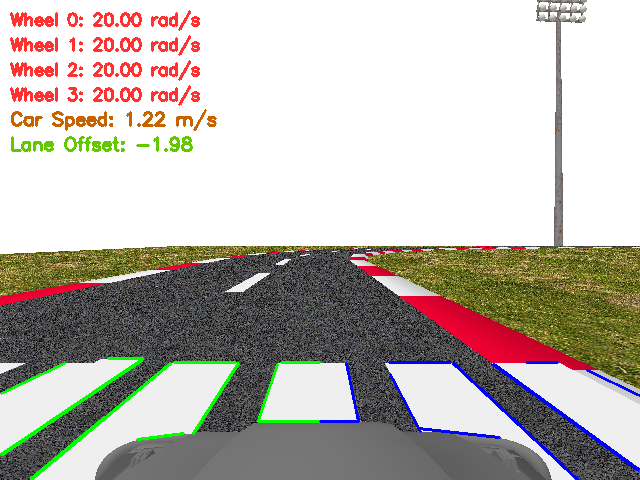 Wheel 0: 20.00 rad/s
Wheel 1: 20.00 rad/s
Wheel 2: 20.00 rad/s
Wheel 3: 20.00 rad/s
Car Speed: 1.22 m/s
Lane Offset: -1.98